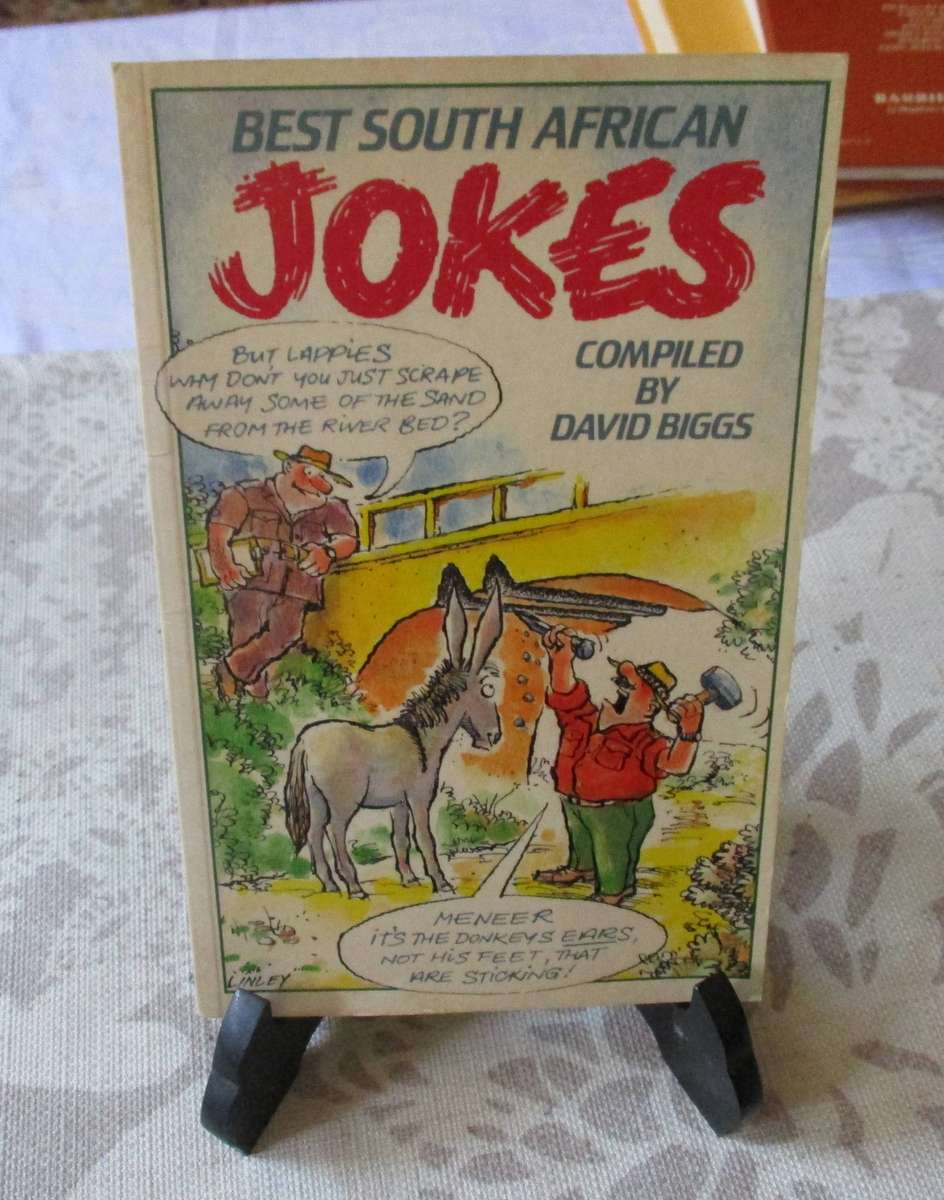 BEST SOUTH AFRICAN
JOKES
COMPILED
BY
DAVID BIGGS
BUT, LAPPIES
WHY DON'T YOU JUST SCRAPE
AWAY SOME OF THE SAND
FROM THE RIVER BED?
MENEER
IT'S THE DONKEYS EARS,
NOT HIS FEET, THAT
ARE STICKING!
LINLEY